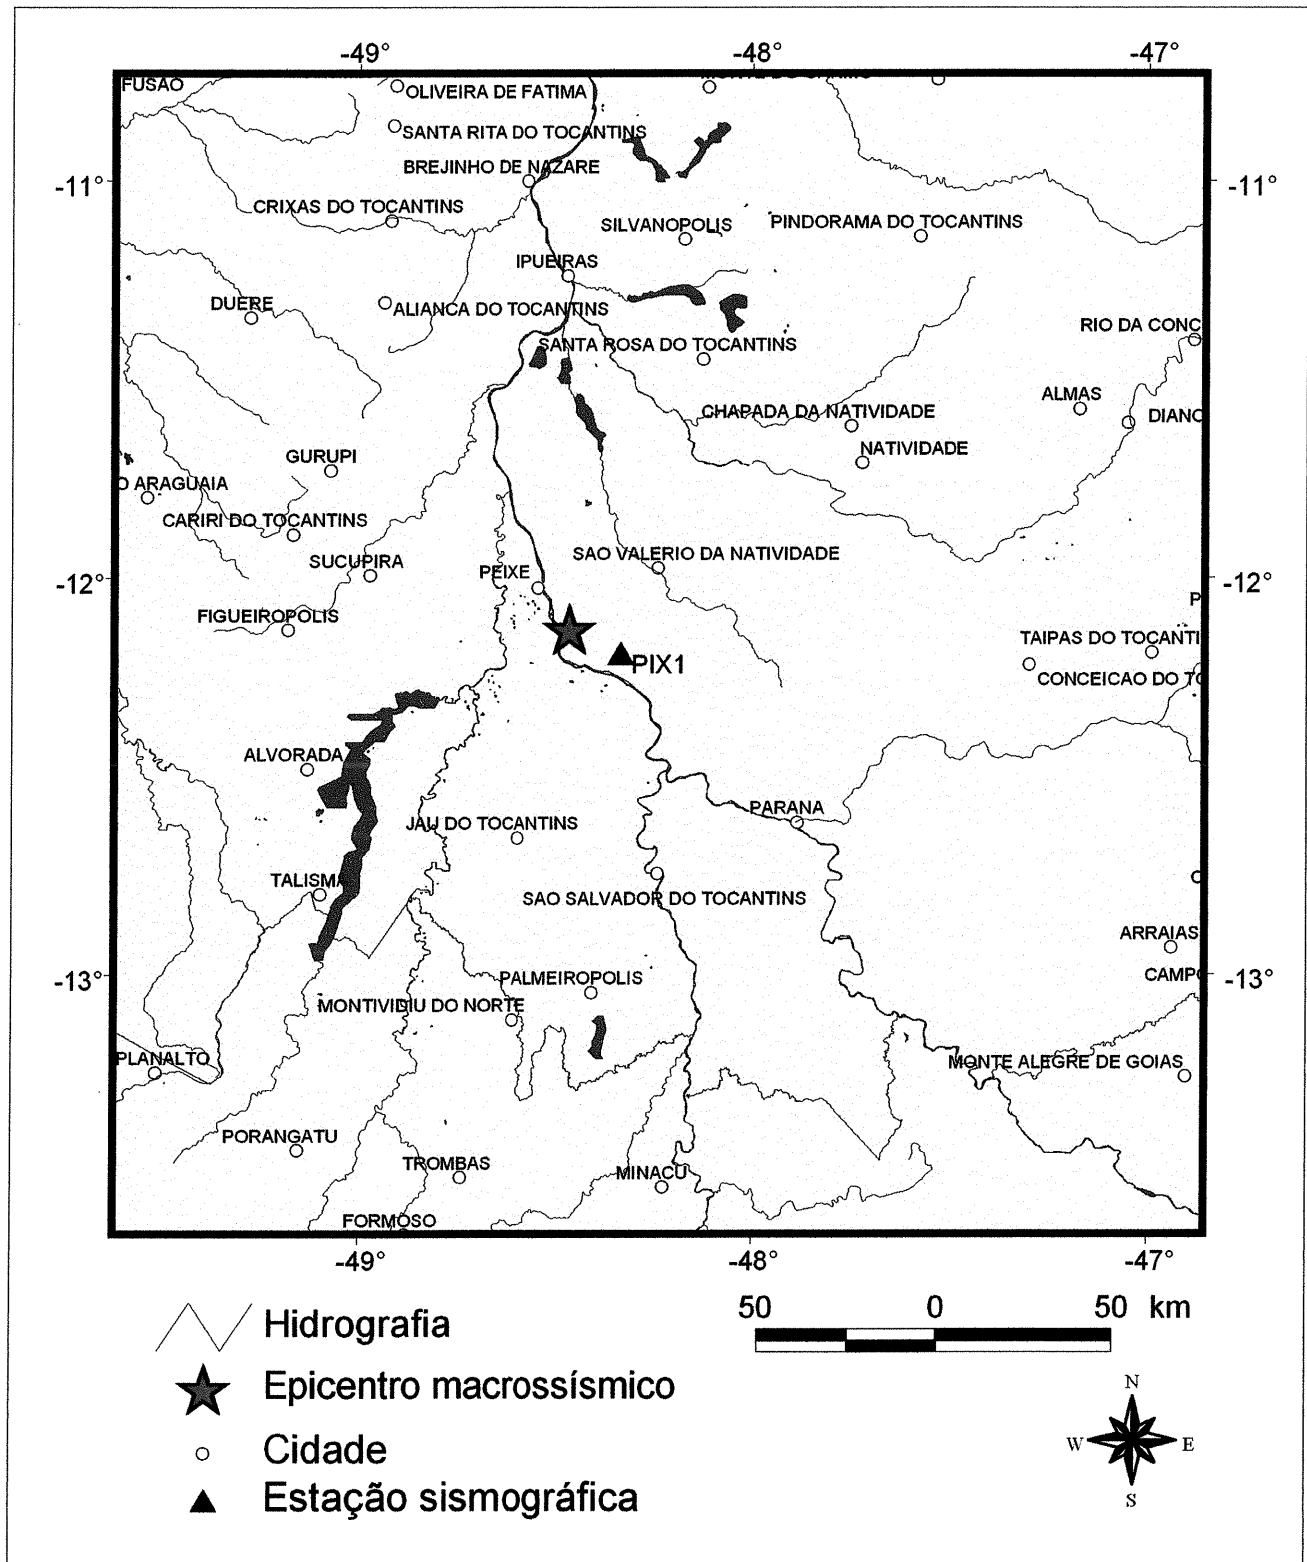 -49° -48° -47°
FUSAO
OLIVEIRA DE FATIMA
SANTA RITA DO TOCANTINS
BREJINHO DE NAZARE
-11° -11°
CRIXAS DO TOCANTINS
SILVANOPOLIS
PINDORAMA DO TOCANTINS
IPUEIRAS
DUERE
ALIANCA DO TOCANTINS
RIO DA CONC
SANTA ROSA DO TOCANTINS
ALMAS
CHAPADA DA NATIVIDADE
DIANO
NATIVIDADE
GURUPI
O ARAGUAIA
CARIRI DO TOCANTINS
SAO VALERIO DA NATIVIDADE
SUCUPIRA
PEIXE
-12° -12°
P
FIGUEIROPOLIS
TAIPAS DO TOCANTI
PIX1
CONCEICAO DO TO
ALVORADA
PARANA
JAU DO TOCANTINS
TALISMA
SAO SALVADOR DO TOCANTINS
ARRAIAS
-13° -13°
CAMPO
PALMEIROPOLIS
MONTIVIDIU DO NORTE
PLANALTO
MONTE ALEGRE DE GOIAS
PORANGATU
TROMBAS
MINACU
FORMOSO
-49° -48° -47°
50 0 50 km
Hidrografia
Epicentro macrossísmico
Cidade
Estação sismográfica
N
W E
S